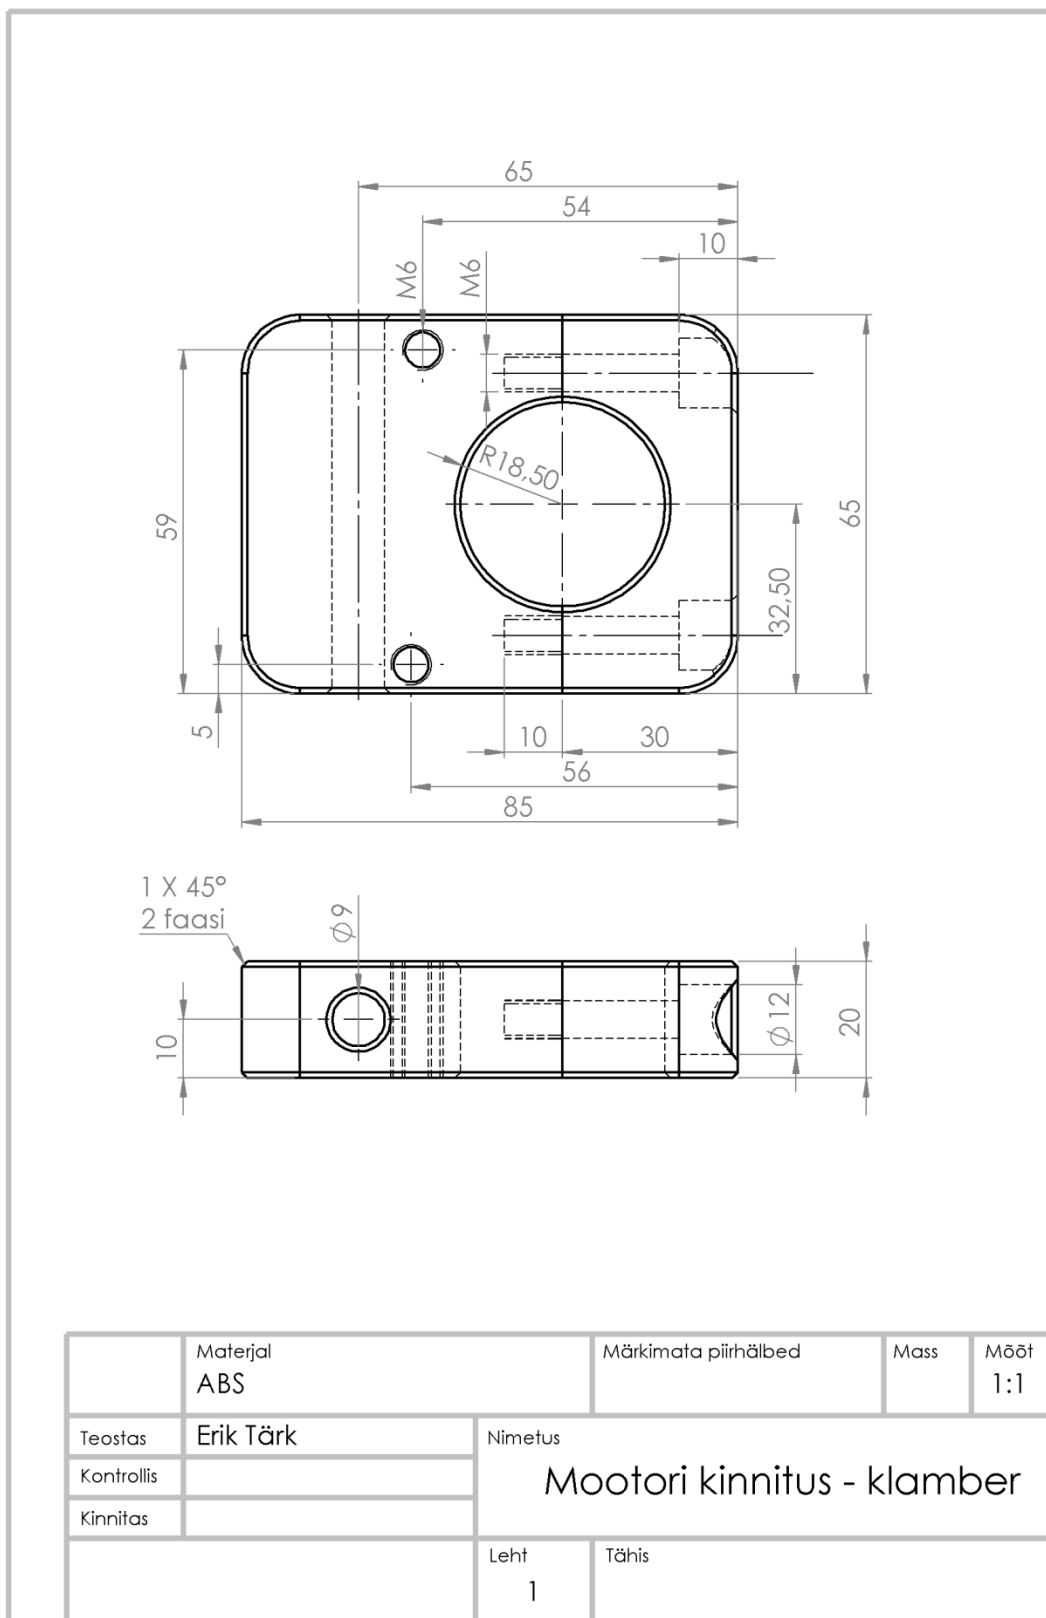 65
54
10
M6
M6
R18,50
59
65
32,50
5
10
30
56
85
1 X 45°
2 faasi
∅9
10
∅12
20
Materjal
ABS
Märkimata piirhälbed
Mass
Mõõt
1:1
Teostas
Erik Tärk
Nimetus
Kontrollis
Mootori kinnitus - klamber
Kinnitas
Leht
1
Tähis